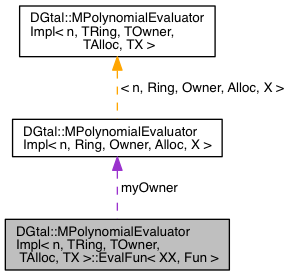 DGtal::MPolynomialEvaluator
Impl< n, TRing, TOwner,
TAlloc, TX >
< n, Ring, Owner, Alloc, X >
DGtal::MPolynomialEvaluator
Impl< n, Ring, Owner, Alloc, X >
myOwner
DGtal::MPolynomialEvaluator
Impl< n, TRing, TOwner,
TAlloc, TX >::EvalFun< XX, Fun >